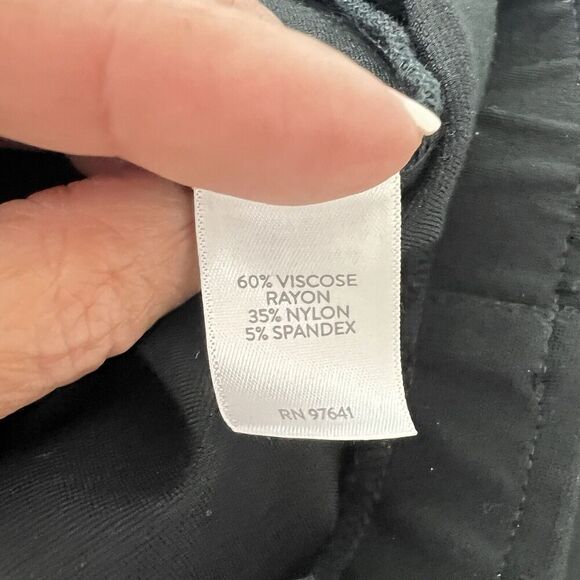 60% VISCOSE
RAYON
35% NYLON
5% SPANDEX
RN 97641